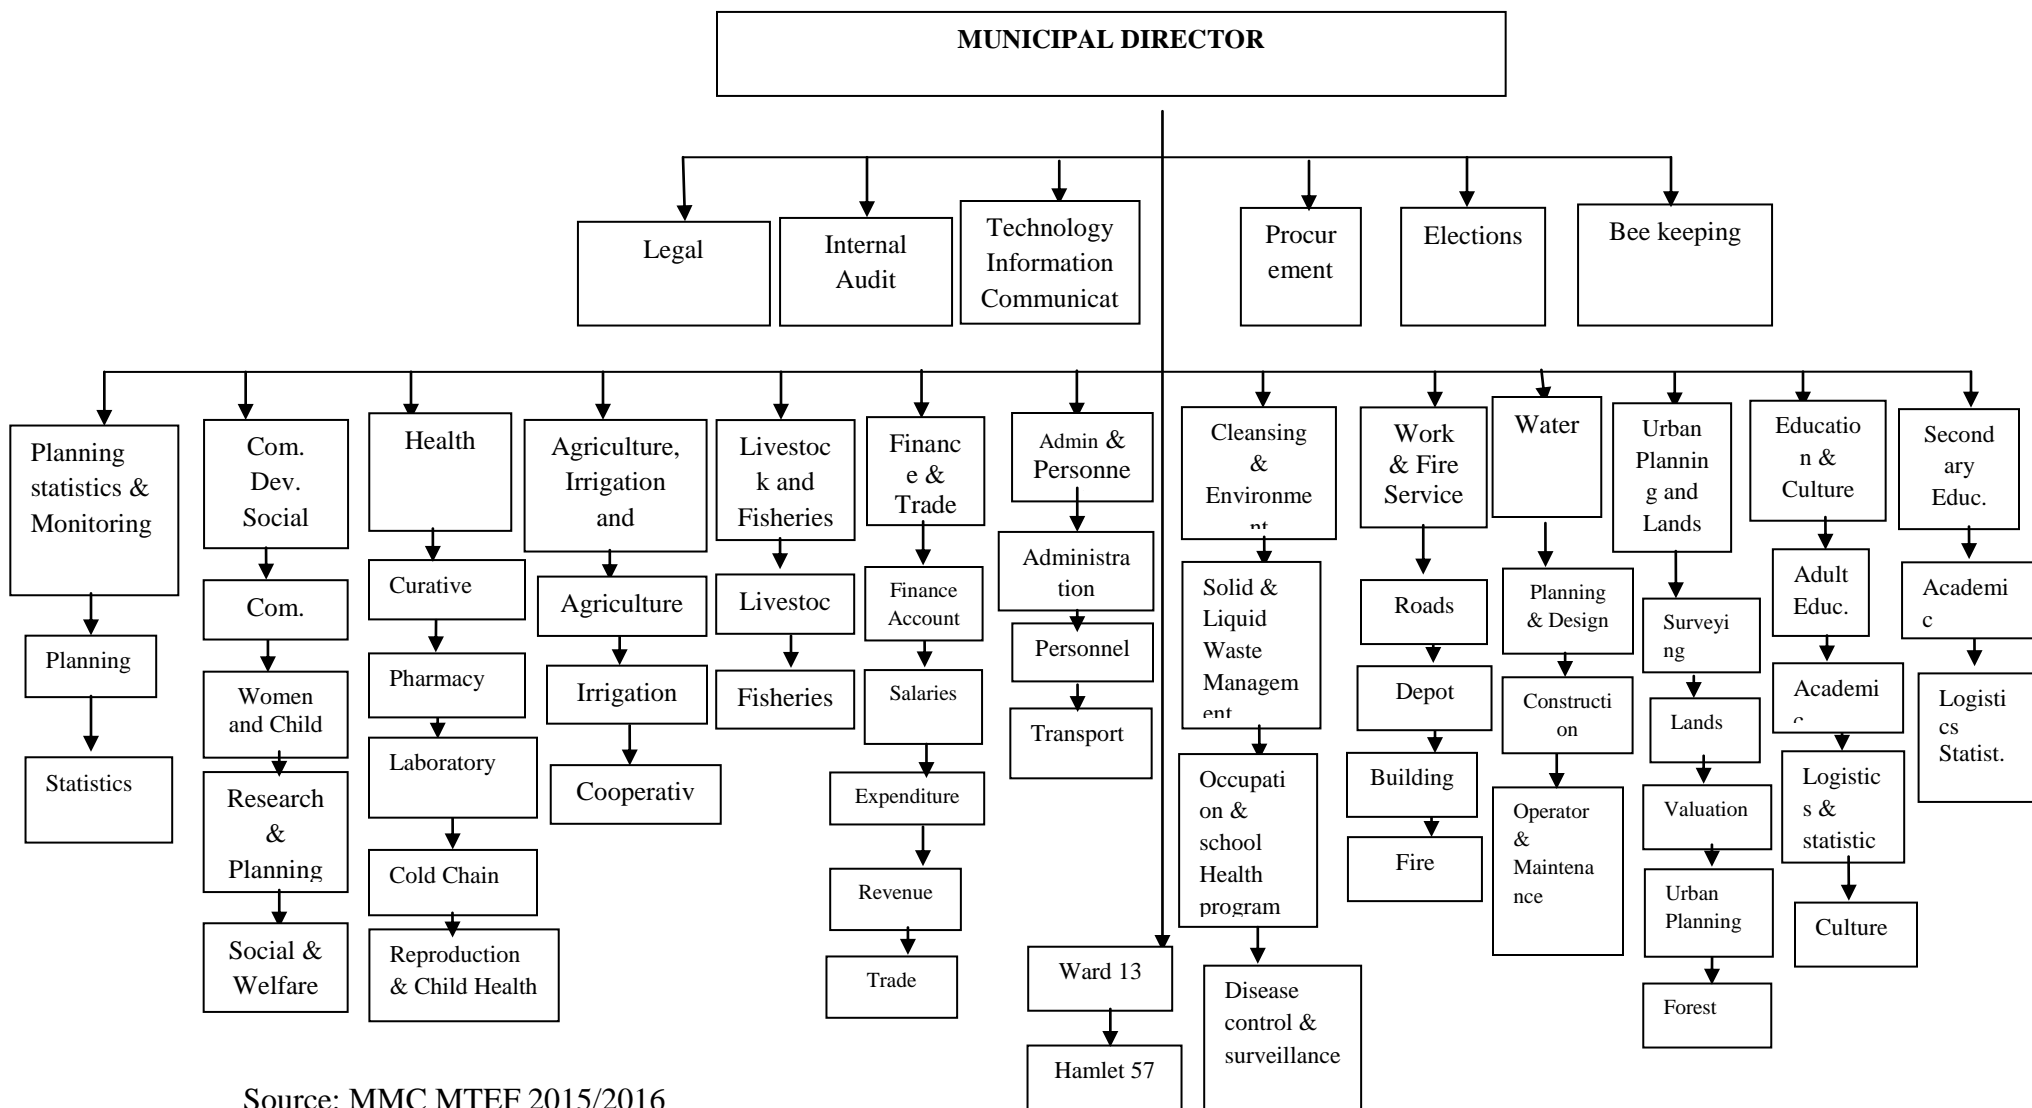 MUNICIPAL DIRECTOR
Legal
Internal
Audit
Technology
Information
Communicat
Procur
ement
Elections
Bee keeping
Planning
statistics &
Monitoring
Com.
Dev.
Social
Health
Agriculture,
Irrigation
and
Livestoc
k and
Fisheries
Financ
e &
Trade
Admin &
Personne
Cleansing
&
Environme
nt
Work
& Fire
Service
Water
Urban
Plannin
g and
Lands
Educatio
n &
Culture
Second
ary
Educ.
Planning
Statistics
Com.
Women
and Child
Research
&
Planning
Social &
Welfare
Curative
Pharmacy
Laboratory
Cold Chain
Reproduction
& Child Health
Agriculture
Irrigation
Cooperativ
Livestoc
Fisheries
Finance
Account
Salaries
Expenditure
Revenue
Trade
Administra
tion
Personnel
Transport
Ward 13
Hamlet 57
Solid &
Liquid
Waste
Managem
ent
Occupati
on &
school
Health
program
Disease
control &
surveillance
Roads
Depot
Building
Fire
Planning
& Design
Constructi
on
Operator
&
Maintena
nce
Surveyi
ng
Lands
Valuation
Urban
Planning
Forest
Adult
Educ.
Academi
c
Logistic
s &
statistic
Culture
Academi
c
Logisti
cs
Statist.
Source: MMC MTEF 2015/2016